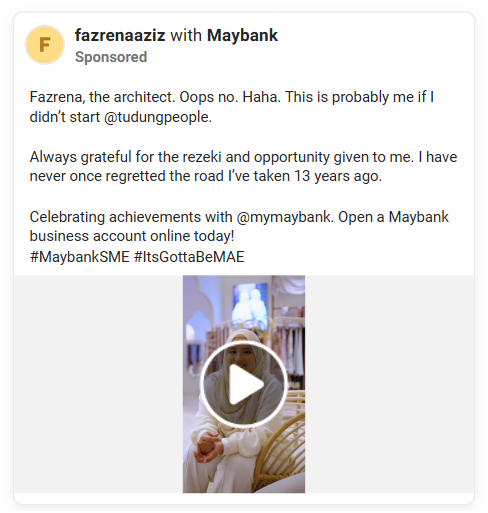 F
fazrenaaziz with Maybank
Sponsored
Fazrena, the architect. Oops no. Haha. This is probably me if I
didn’t start @tudungpeople.
Always grateful for the rezeki and opportunity given to me. I have
never once regretted the road I’ve taken 13 years ago.
Celebrating achievements with @mymaybank. Open a Maybank
business account online today!
#MaybankSME #ItsGottaBeMAE